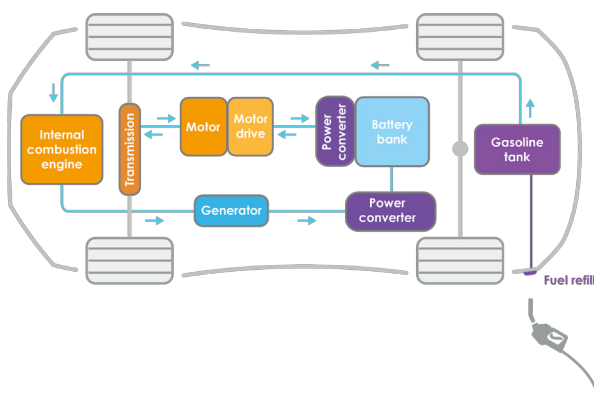 Internal
combustion
engine
Transmission
Motor
Motor
drive
Power
converter
Battery
bank
Gasoline
tank
Generator
Power
converter
Fuel refill